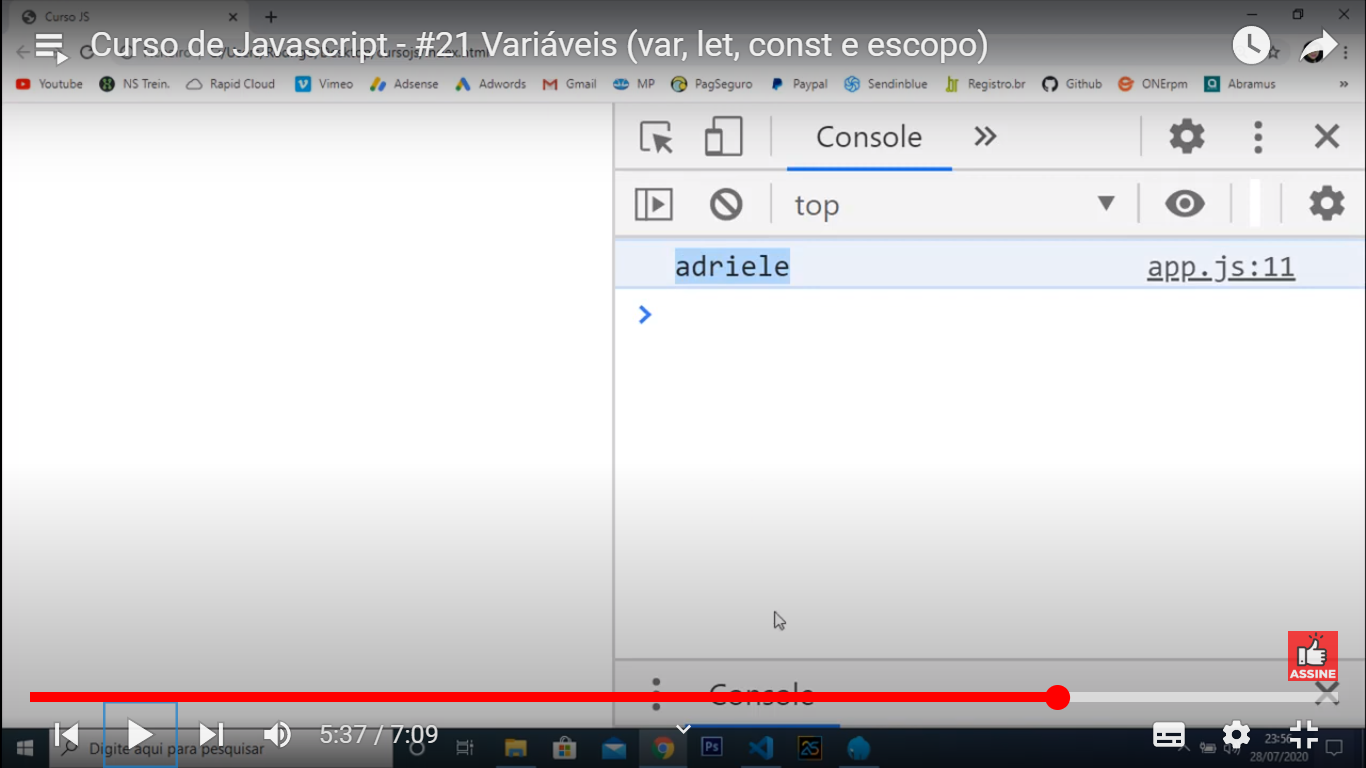 Curso JS
Curso de Javascript - #21 Variáveis (var, let, const e escopo)
Youtube NS Trein. Rapid Cloud Vimeo Adsense Adwords Gmail MP PagSeguro Paypal Sendinblue Registro.br Github ONErpm Abramus »
Console
top
adriele app.js:11
ASSINE
Console
5:37 / 7:09
Digite aqui para pesquisar
Ps
28/07/2020